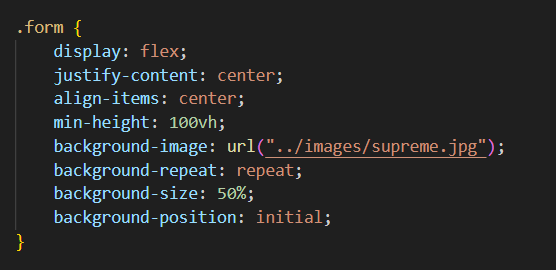 .form {
    display: flex;
    justify-content: center;
    align-items: center;
    min-height: 100vh;
    background-image: url("../images/supreme.jpg");
    background-repeat: repeat;
    background-size: 50%;
    background-position: initial;
}